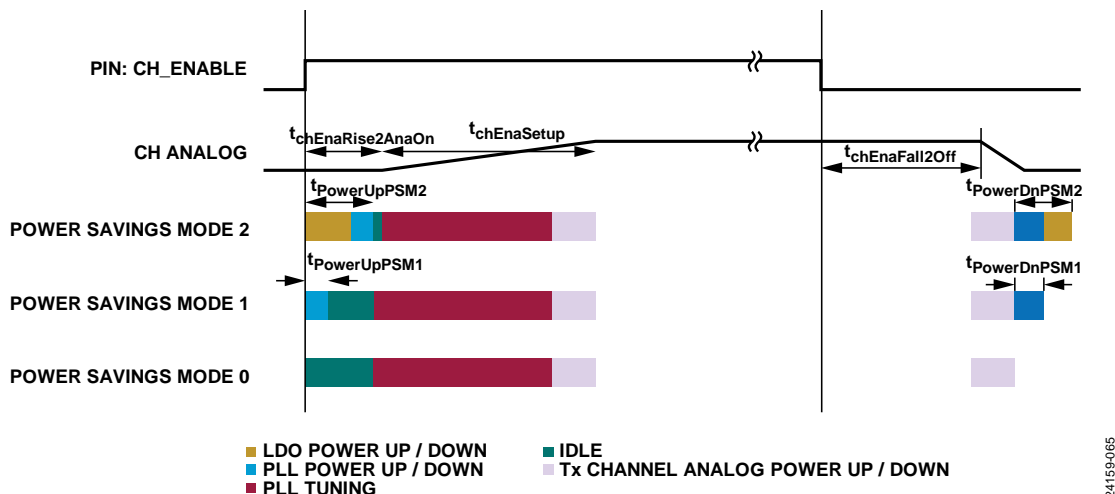 PIN: CH_ENABLE
tchEnaRise2AnaOn
tchEnaSetup
CH ANALOG
tchEnaFall2Off
tPowerUpPSM2
tPowerDnPSM2
POWER SAVINGS MODE 2
tPowerUpPSM1
tPowerDnPSM1
POWER SAVINGS MODE 1
POWER SAVINGS MODE 0
LDO POWER UP / DOWN
IDLE
PLL POWER UP / DOWN
Tx CHANNEL ANALOG POWER UP / DOWN
PLL TUNING
24159-065